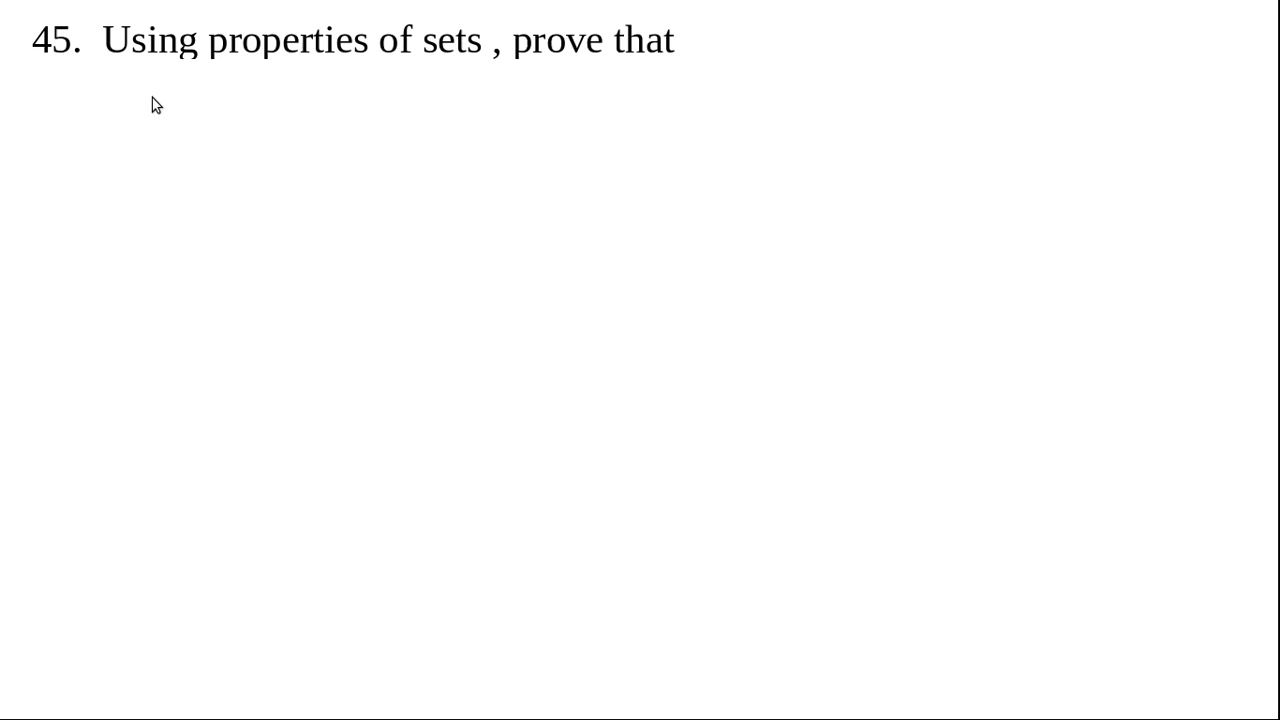 45. Using properties of sets , prove that